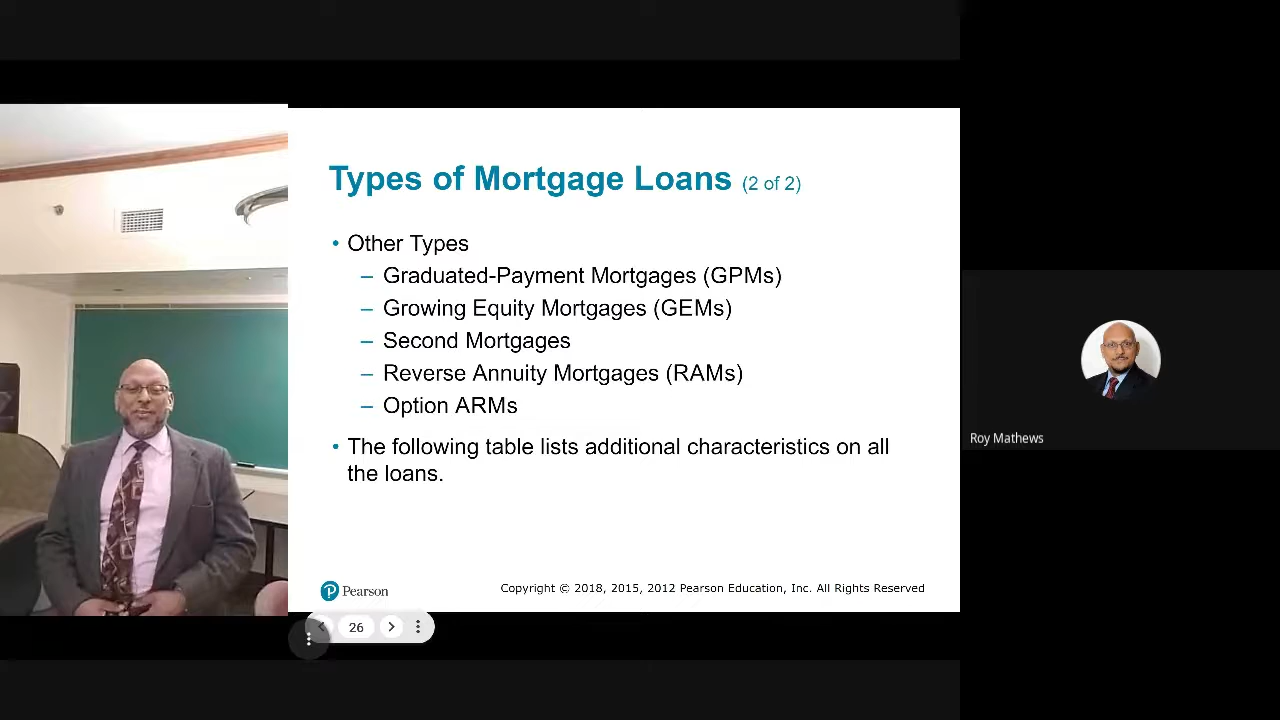 Types of Mortgage Loans (2 of 2)
• Other Types
– Graduated-Payment Mortgages (GPMs)
– Growing Equity Mortgages (GEMs)
– Second Mortgages
– Reverse Annuity Mortgages (RAMs)
– Option ARMs
• The following table lists additional characteristics on all
the loans.
Pearson
Copyright © 2018, 2015, 2012 Pearson Education, Inc. All Rights Reserved
26
Roy Mathews